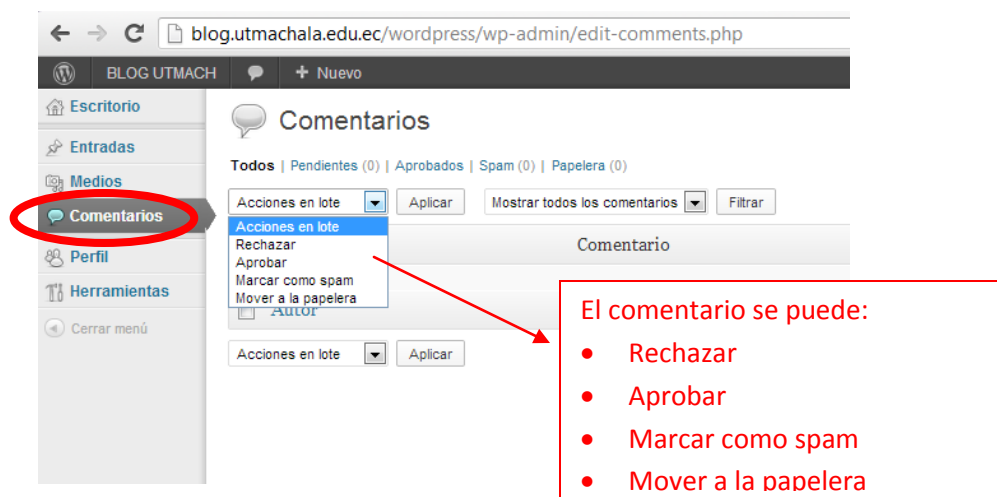 blog.utmachala.edu.ec/wordpress/wp-admin/edit-comments.php
BLOG UTMACH + Nuevo
Escritorio
Entradas
Medios
Comentarios
Perfil
Herramientas
Cerrar menú
Comentarios
Todos | Pendientes (0) | Aprobados | Spam (0) | Papelera (0)
Acciones en lote Aplicar Mostrar todos los comentarios Filtrar
Acciones en lote
Rechazar
Aprobar
Marcar como spam
Mover a la papelera
Comentario
Autor
Acciones en lote Aplicar
El comentario se puede:
• Rechazar
• Aprobar
• Marcar como spam
• Mover a la papelera